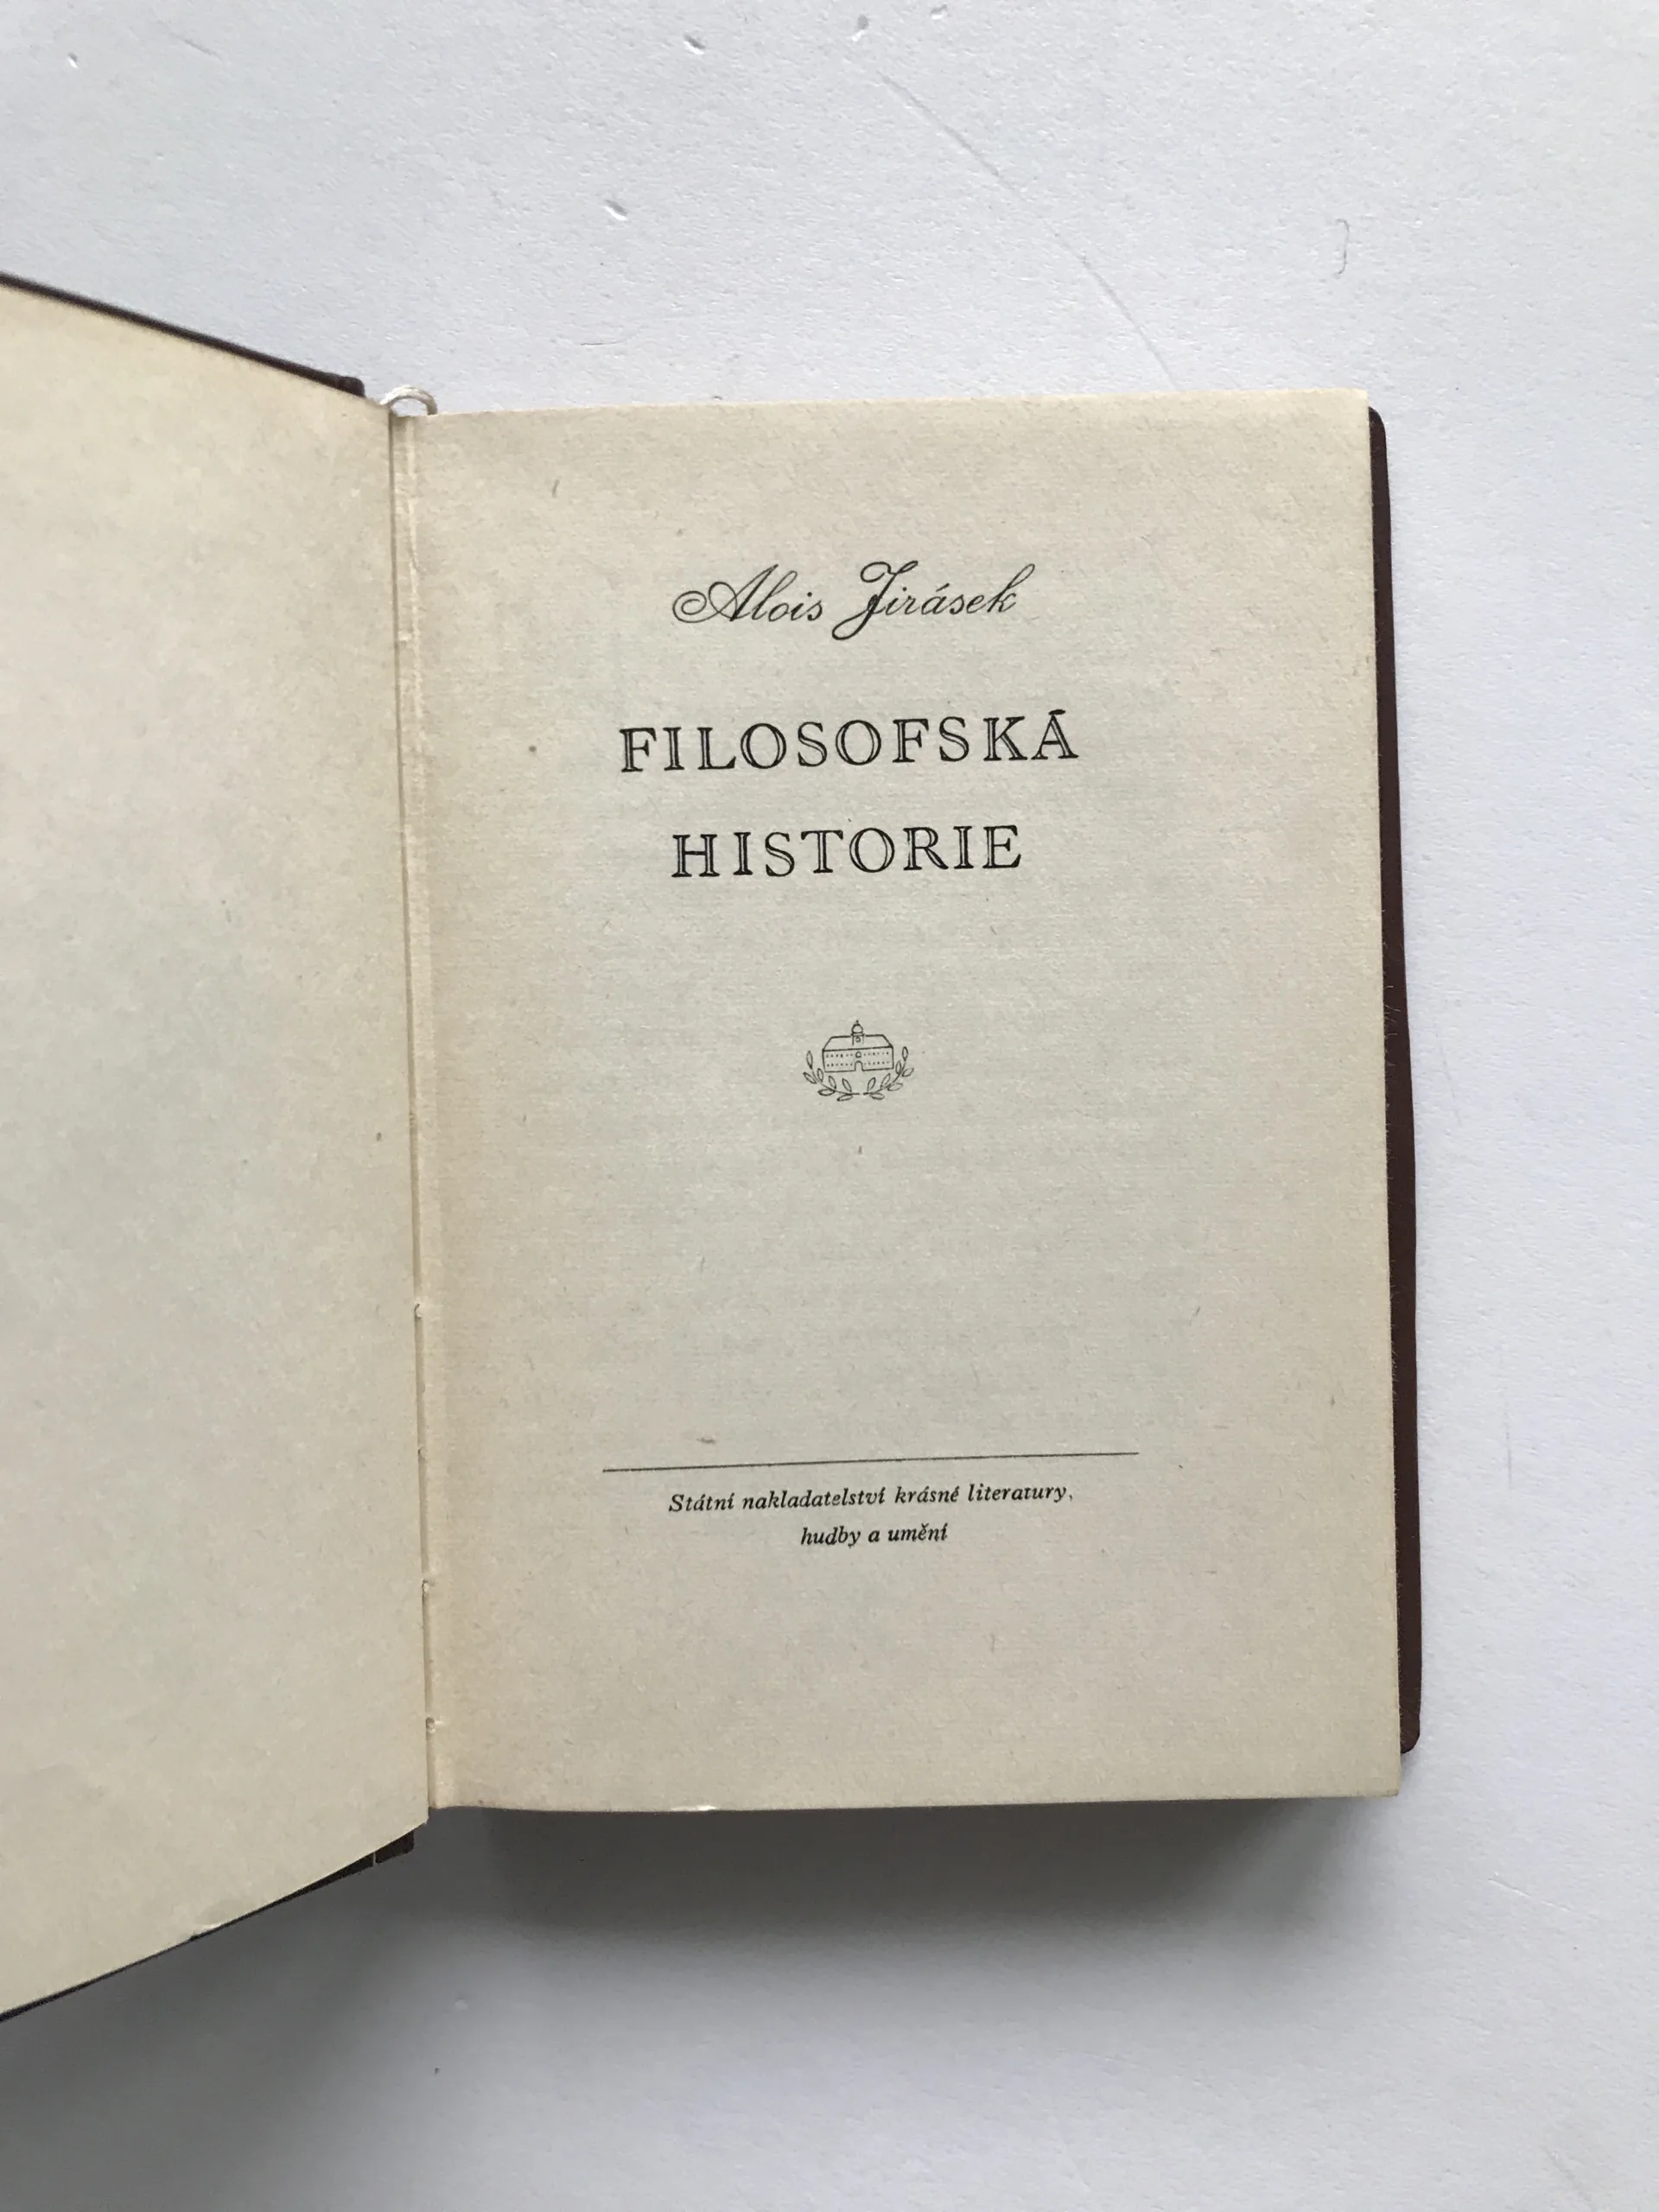 Alois Jirásek
FILOSOFSKÁ
HISTORIE
Státní nakladatelství krásné literatury,
hudby a umění